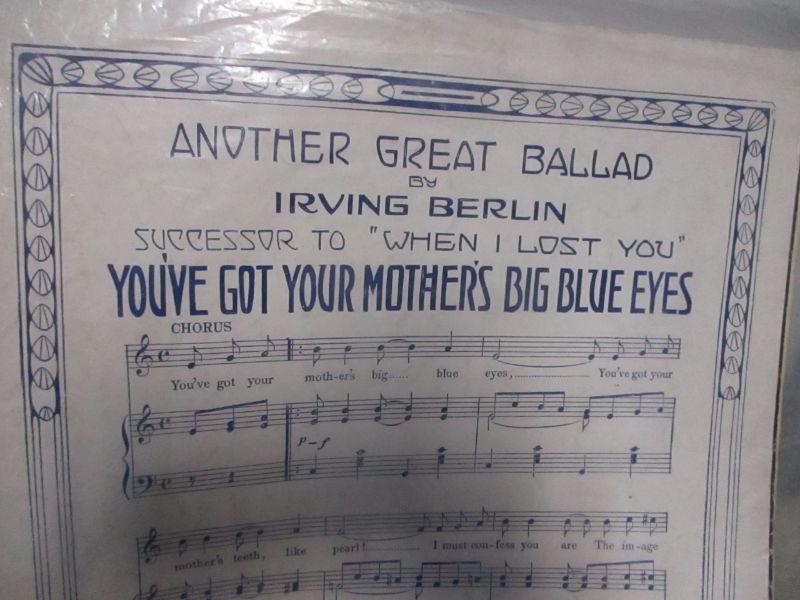 ANOTHER GREAT BALLAD
BY
IRVING BERLIN
SUCCESSOR TO "WHEN I LOST YOU"
YOU'VE GOT YOUR MOTHER'S BIG BLUE EYES
CHORUS
You've got your moth-er's big...... blue eyes,.................. You've got your
p-f
mother's teeth, like pearl! ............ I must con-fess you are The im-age